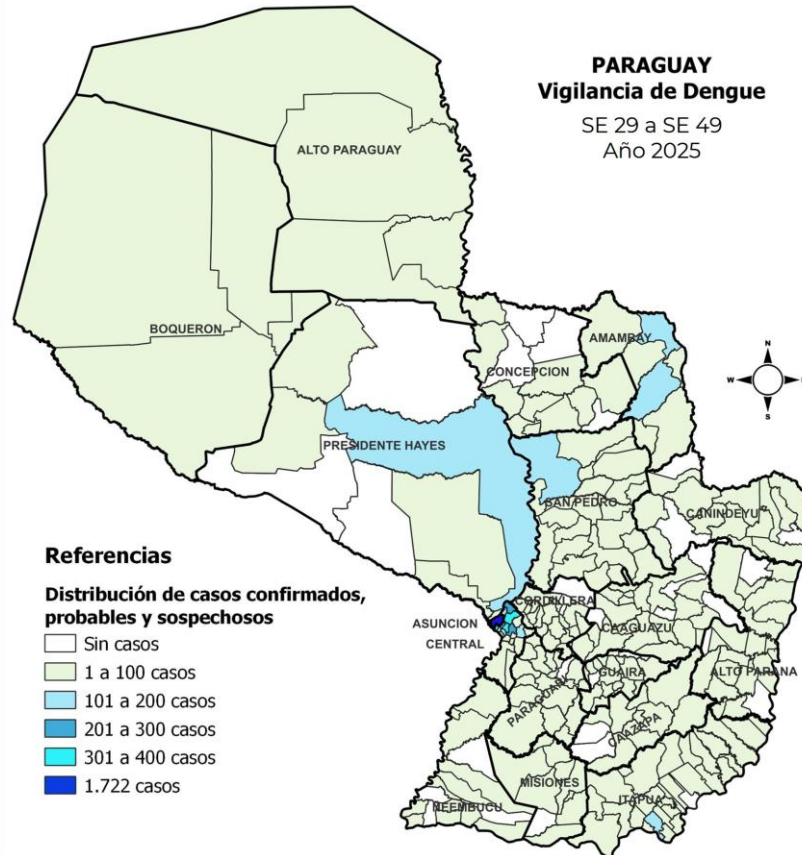 PARAGUAY
Vigilancia de Dengue
SE 29 a SE 49
Año 2025
ALTO PARAGUAY
BOQUERON
AMAMBAY
CONCEPCION
N
W
S
PRESIDENTE HAYES
SAN PEDRO
CANINDEYU
Referencias
Distribución de casos confirmados,
probables y sospechosos
Sin casos
1 a 100 casos
101 a 200 casos
201 a 300 casos
301 a 400 casos
1.722 casos
CORDILLERA
ASUNCION
CENTRAL
CAAGUAZU
GUAIRA
ALTO PARANA
PARAGUARI
CAAZAPA
MISIONES
ÑEEMBUCU
ITAPUA